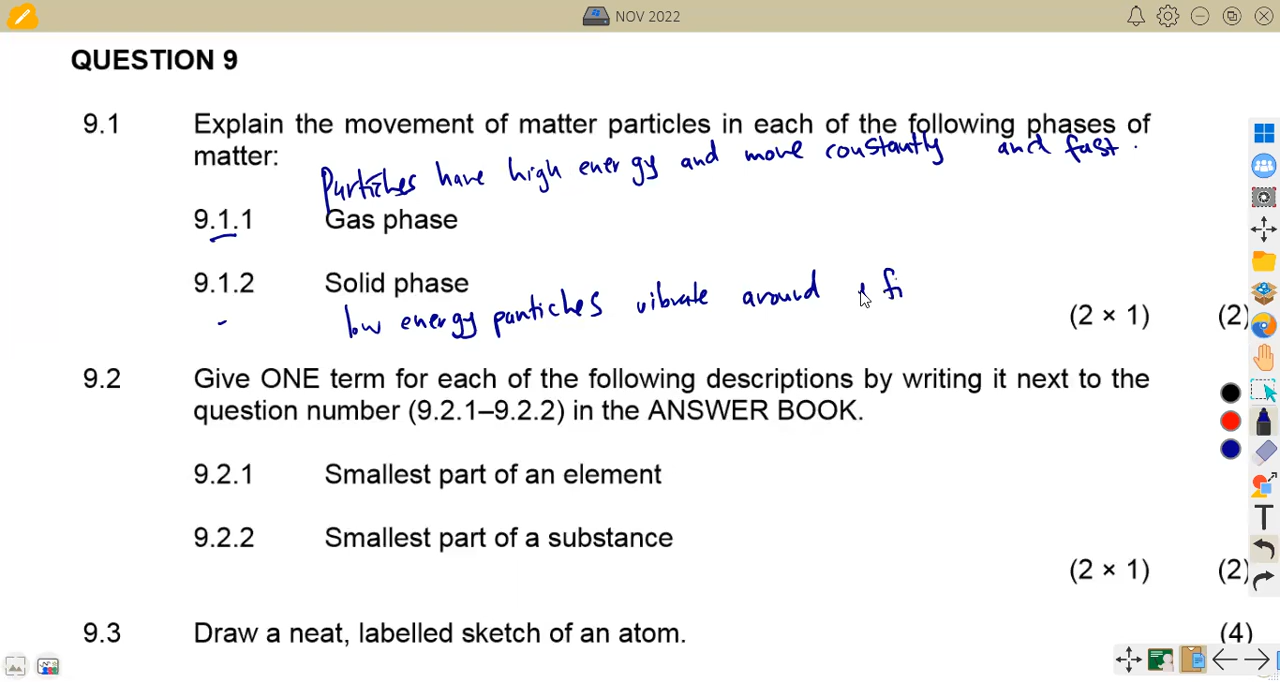 NOV 2022
QUESTION 9
9.1 Explain the movement of matter particles in each of the following phases of
matter:
Partiches have high energy and move constantly and fast.
9.1.1 Gas phase
9.1.2 Solid phase
low energy partiches vibrate around a fi
(2 × 1) (2)
9.2 Give ONE term for each of the following descriptions by writing it next to the
question number (9.2.1–9.2.2) in the ANSWER BOOK.
9.2.1 Smallest part of an element
9.2.2 Smallest part of a substance
(2 × 1) (2)
9.3 Draw a neat, labelled sketch of an atom. (4)
T